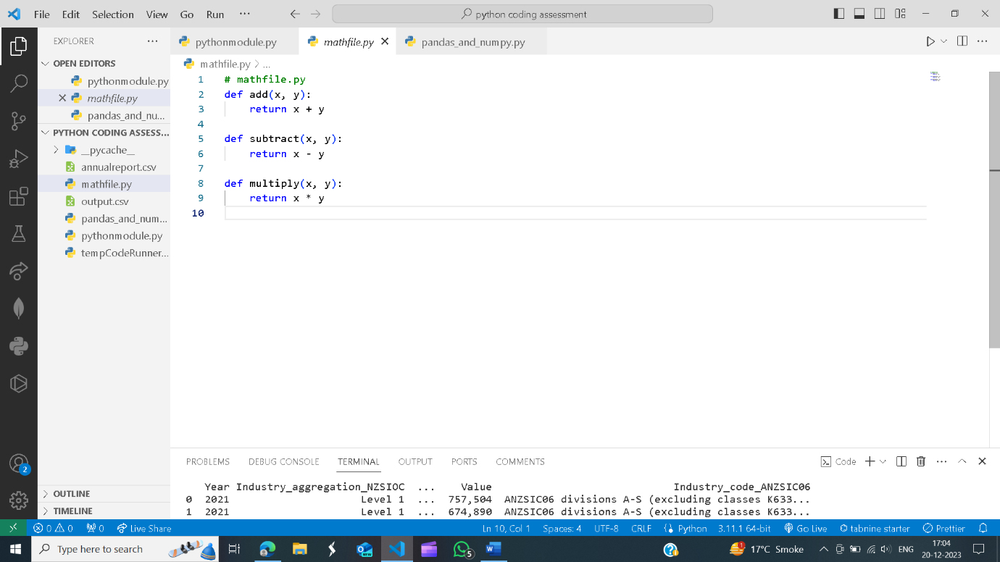 File Edit Selection View Go Run ···
python coding assessment
EXPLORER ···
OPEN EDITORS
pythonmodule.py
mathfile.py
pandas_and_nu...
PYTHON CODING ASSESS...
__pycache__
annualreport.csv
mathfile.py
output.csv
pandas_and_num...
pythonmodule.py
tempCodeRunner...
OUTLINE
TIMELINE
pythonmodule.py mathfile.py pandas_and_numpy.py
mathfile.py > ...
1 # mathfile.py
2 def add(x, y):
3     return x + y
4
5 def subtract(x, y):
6     return x - y
7
8 def multiply(x, y):
9     return x * y
10
PROBLEMS DEBUG CONSOLE TERMINAL OUTPUT PORTS COMMENTS Code
Year Industry_aggregation_NZSIOC ... Value Industry_code_ANZSIC06
0 2021 Level 1 ... 757,504 ANZSIC06 divisions A-S (excluding classes K633...
1 2021 Level 1 ... 674,890 ANZSIC06 divisions A-S (excluding classes K633...
2
0 0 0 Live Share Ln 10, Col 1 Spaces: 4 UTF-8 CRLF Python 3.11.1 64-bit Go Live tabnine starter Prettier
Type here to search NEW 5 1 17°C Smoke ENG 17:04
20-12-2023